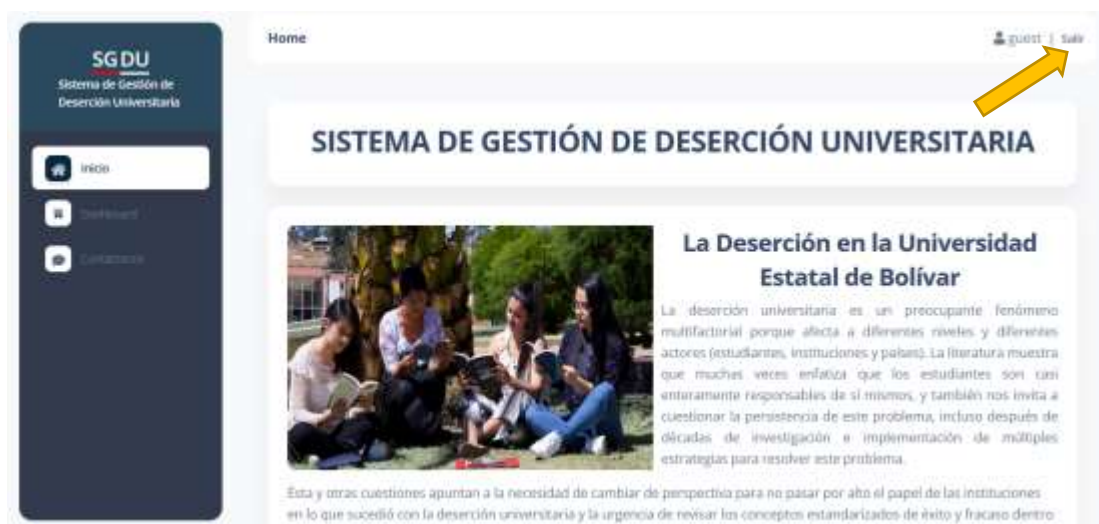 SGDU
Sistema de Gestión de
Deserción Universitaria
Inicio
Dashboard
Contáctanos
Home
guest | Salir
SISTEMA DE GESTIÓN DE DESERCIÓN UNIVERSITARIA
La Deserción en la Universidad
Estatal de Bolívar
La deserción universitaria es un preocupante fenómeno
multifactorial porque afecta a diferentes niveles y diferentes
actores (estudiantes, instituciones y países). La literatura muestra
que muchas veces enfatiza que los estudiantes son casi
enteramente responsables de sí mismos, y también nos invita a
cuestionar la persistencia de este problema, incluso después de
décadas de investigación e implementación de múltiples
estrategias para resolver este problema.
Esta y otras cuestiones apuntan a la necesidad de cambiar de perspectiva para no pasar por alto el papel de las instituciones
en lo que sucedió con la deserción universitaria y la urgencia de revisar los conceptos estandarizados de éxito y fracaso dentro